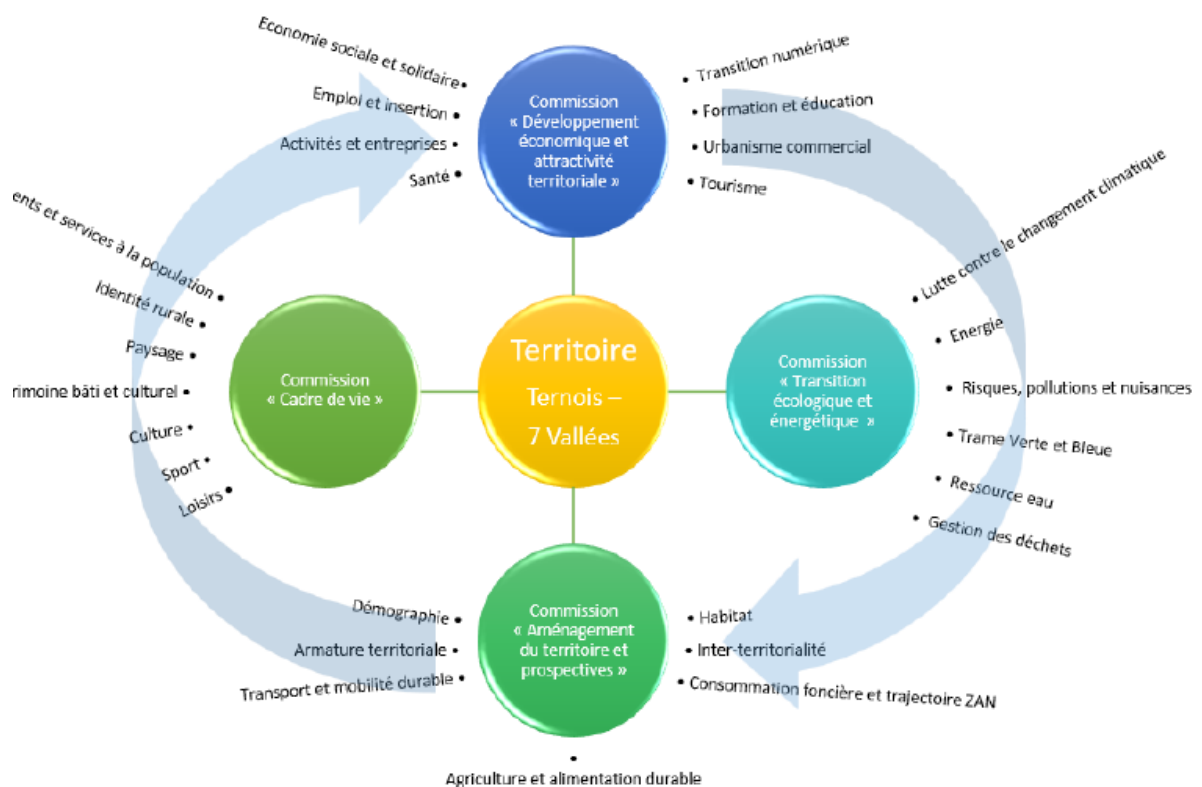 Economie sociale et solidaire•
Emploi et insertion •
Activités et entreprises •
Santé •
Commission
« Développement
économique et
attractivité
territoriale »
• Transition numérique
• Formation et éducation
• Urbanisme commercial
• Tourisme
et services à la population •
Identité rurale •
Paysage •
bâti et culturel•
Culture •
Sport •
Loisirs •
Commission
« Cadre de vie »
Territoire
Ternois –
7 Vallées
Commission
« Transition
écologique et
énergétique »
• Lutte contre le changement climatique
• Energie
• Risques, pollutions et nuisances
• Trame Verte et Bleue
• Ressource eau
• Gestion des déchets
Démographie •
Armature territoriale •
Transport et mobilité durable •
Commission
« Aménagement
du territoire et
prospectives »
• Habitat
• Inter-territorialité
• Consommation foncière et trajectoire ZAN
•
Agriculture et alimentation durable